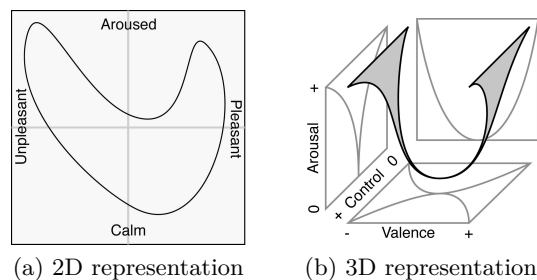 Aroused
Unpleasant
Pleasant
Calm
(a) 2D representation
+
Arousal
0
+ Control 0
- Valence +
(b) 3D representation